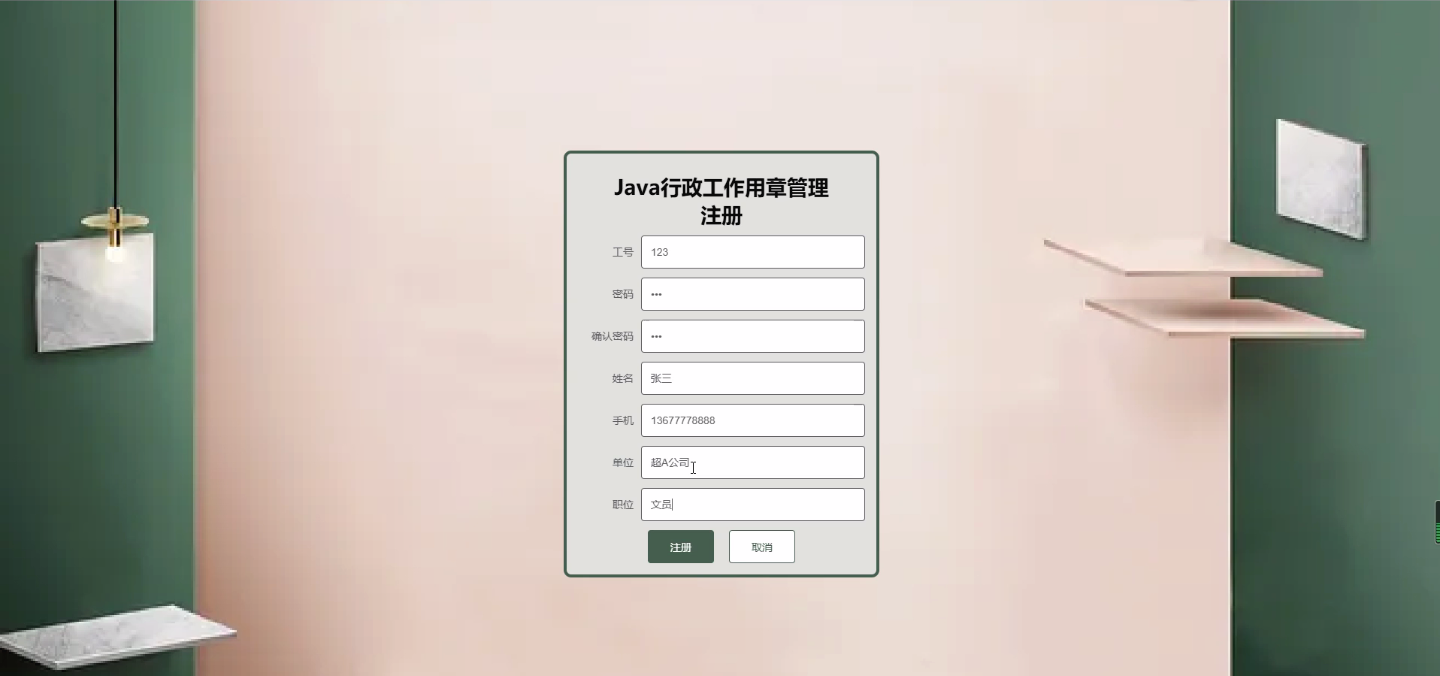 Java行政工作用章管理
注册
工号 123
密码 •••
确认密码 •••
姓名 张三
手机 13677778888
单位 超A公司
职位 文员
注册 取消